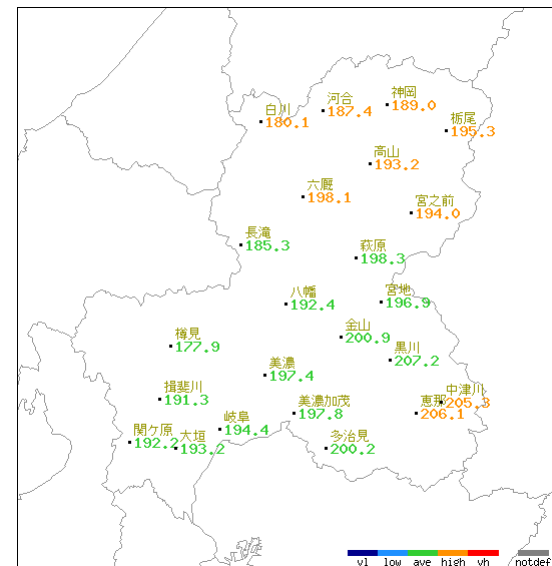 神岡
189.0
河合
187.4
白川
180.1
栃尾
195.3
高山
193.2
六厩
198.1
宮之前
194.0
長滝
185.3
萩原
198.3
宮地
196.9
八幡
192.4
金山
200.9
樽見
177.9
黒川
207.2
美濃
197.4
揖斐川
191.3
中津川
205.3
恵那
206.1
美濃加茂
197.8
岐阜
194.4
関ケ原
192.2
大垣
193.2
多治見
200.2
vl low ave high vh notdef